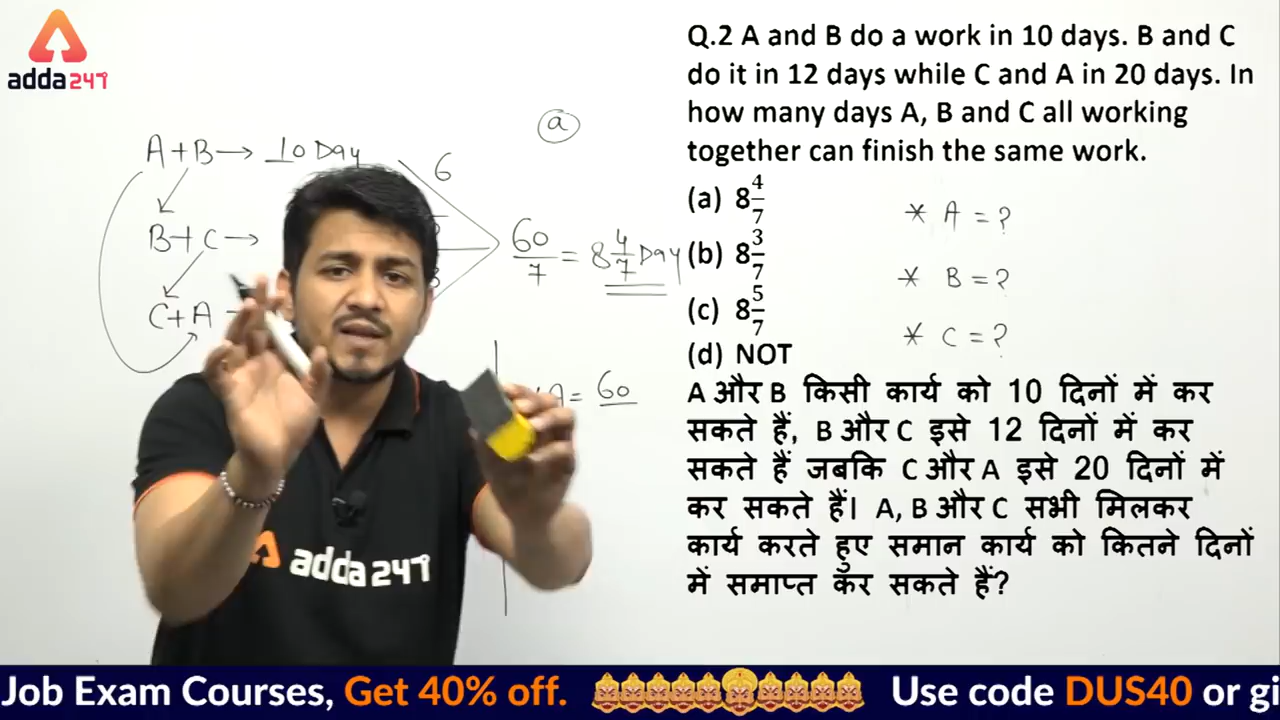 adda247
Q.2 A and B do a work in 10 days. B and C
do it in 12 days while C and A in 20 days. In
how many days A, B and C all working
together can finish the same work.
(a) 8 4/7
(b) 8 3/7
(c) 8 5/7
(d) NOT
A और B किसी कार्य को 10 दिनों में कर
सकते हैं, B और C इसे 12 दिनों में कर
सकते हैं जबकि C और A इसे 20 दिनों में
कर सकते हैं। A, B और C सभी मिलकर
कार्य करते हुए समान कार्य को कितने दिनों
में समाप्त कर सकते हैं?
* A = ?
* B = ?
* C = ?
a
A+B → 10 Day
6
B+C →
60/7 = 8 4/7 Day
C+A
A = 60
adda247
Job Exam Courses, Get 40% off.
Use code DUS40 or gi